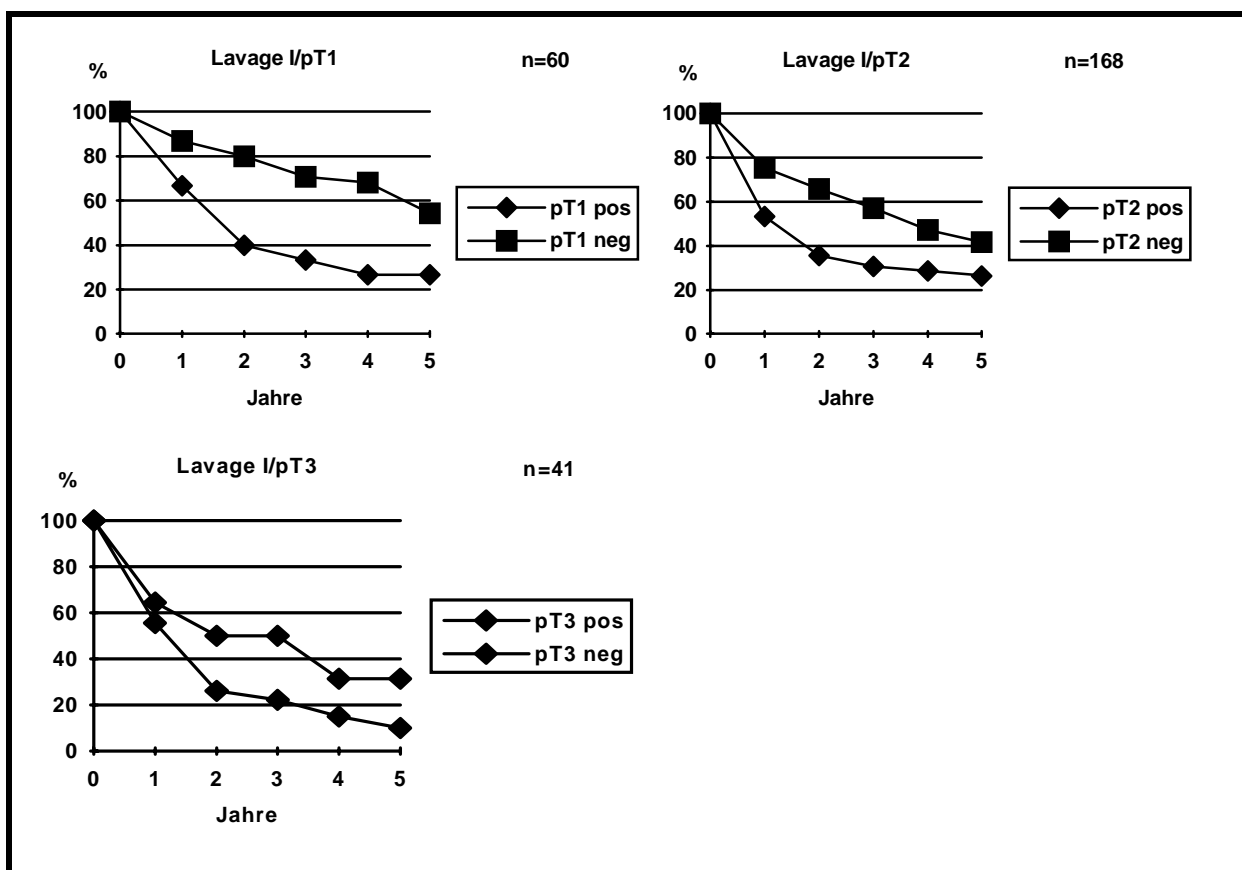 Lavage I/pT1 n=60
%
100
80
60
40
20
0
0 1 2 3 4 5
Jahre
pT1 pos
pT1 neg
Lavage I/pT2 n=168
%
100
80
60
40
20
0
0 1 2 3 4 5
Jahre
pT2 pos
pT2 neg
Lavage I/pT3 n=41
%
100
80
60
40
20
0
0 1 2 3 4 5
Jahre
pT3 pos
pT3 neg